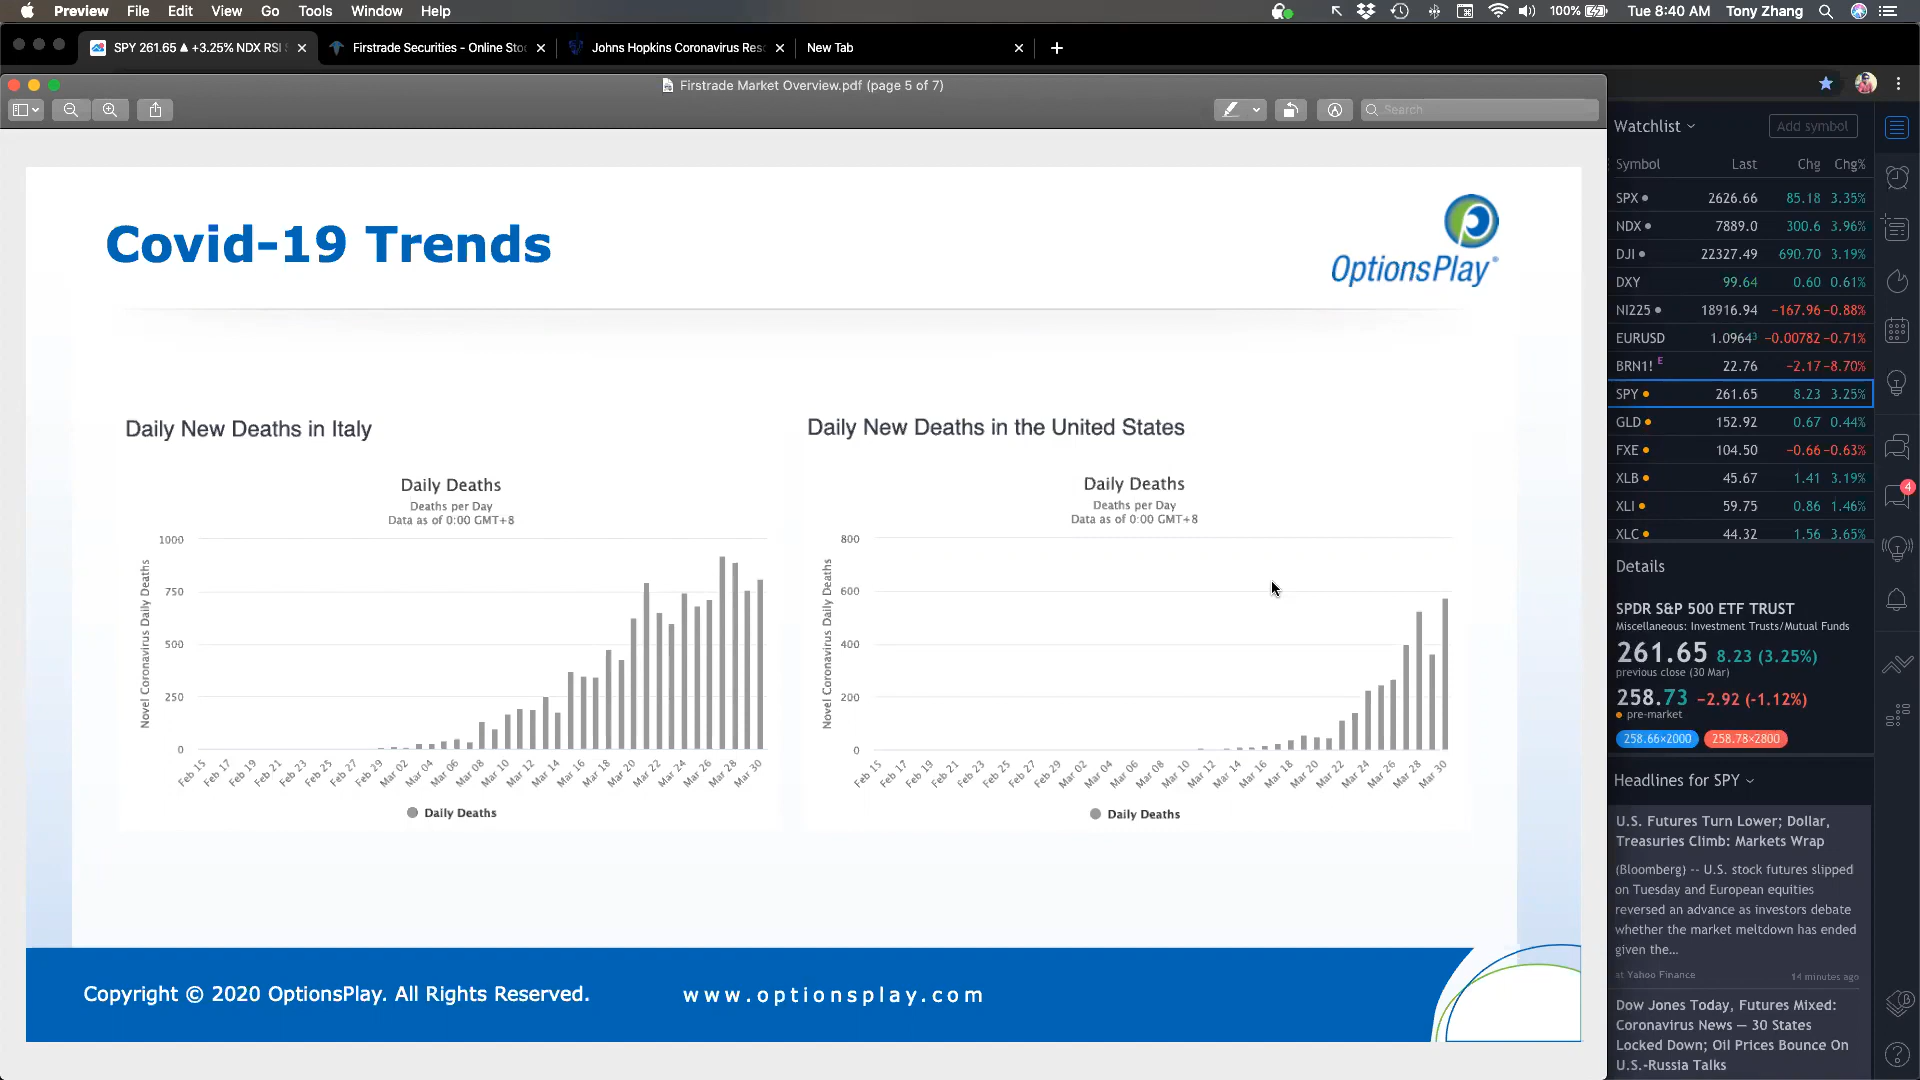 Preview File Edit View Go Tools Window Help
100% Tue 8:40 AM Tony Zhang
SPY 261.65 ▲ +3.25% NDX RSI
Firstrade Securities - Online Sto
Johns Hopkins Coronavirus Res
New Tab
Firstrade Market Overview.pdf (page 5 of 7)
Search
Covid-19 Trends
OptionsPlay
Daily New Deaths in Italy
Daily Deaths
Deaths per Day
Data as of 0:00 GMT+8
Novel Coronavirus Daily Deaths
1000
750
500
250
0
Feb 15 Feb 17 Feb 19 Feb 21 Feb 23 Feb 25 Feb 27 Feb 29 Mar 02 Mar 04 Mar 06 Mar 08 Mar 10 Mar 12 Mar 14 Mar 16 Mar 18 Mar 20 Mar 22 Mar 24 Mar 26 Mar 28 Mar 30
Daily Deaths
Daily New Deaths in the United States
Daily Deaths
Deaths per Day
Data as of 0:00 GMT+8
Novel Coronavirus Daily Deaths
800
600
400
200
0
Feb 15 Feb 17 Feb 19 Feb 21 Feb 23 Feb 25 Feb 27 Feb 29 Mar 02 Mar 04 Mar 06 Mar 08 Mar 10 Mar 12 Mar 14 Mar 16 Mar 18 Mar 20 Mar 22 Mar 24 Mar 26 Mar 28 Mar 30
Daily Deaths
Copyright © 2020 OptionsPlay. All Rights Reserved.
www.optionsplay.com
Watchlist Add symbol
Symbol Last Chg Chg%
SPX 2626.66 85.18 3.35%
NDX 7889.0 300.6 3.96%
DJI 22327.49 690.70 3.19%
DXY 99.64 0.60 0.61%
NI225 18916.94 −167.96 −0.88%
EURUSD 1.09643 −0.00782 −0.71%
BRN1! E 22.76 −2.17 −8.70%
SPY 261.65 8.23 3.25%
GLD 152.92 0.67 0.44%
FXE 104.50 −0.66 −0.63%
XLB 45.67 1.41 3.19%
XLI 59.75 0.86 1.46%
XLC 44.32 1.56 3.65%
4
Details
SPDR S&P 500 ETF TRUST
Miscellaneous: Investment Trusts/Mutual Funds
261.65 8.23 (3.25%)
previous close (30 Mar)
258.73 −2.92 (−1.12%)
pre-market
258.66×2000 258.78×2800
Headlines for SPY
U.S. Futures Turn Lower; Dollar,
Treasuries Climb: Markets Wrap
(Bloomberg) -- U.S. stock futures slipped
on Tuesday and European equities
reversed an advance as investors debate
whether the market meltdown has ended
given the...
at Yahoo Finance 14 minutes ago
Dow Jones Today, Futures Mixed:
Coronavirus News — 30 States
Locked Down; Oil Prices Bounce On
U.S.-Russia Talks